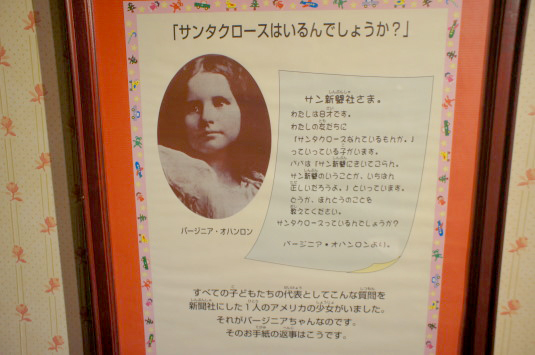 「サンタクロースはいるんでしょうか？」
サン新聞社さま。
わたしは8才です。
わたしの友だちに
「サンタクロースなんているもんか。」
っていっている子がいます。
パパは「サン新聞にきいてごらん。
サン新聞のいうことが、いちばん
正しいだろうよ。」といっています。
どうか、ほんとうのことを
教えてください。
サンタクロースっているんでしょうか？
バージニア・オハンロンより。
バージニア・オハンロン
すべての子どもたちの代表としてこんな質問を
新聞社にした1人のアメリカの少女がいました。
それがバージニアちゃんなのです。
そのお手紙の返事はこうです。